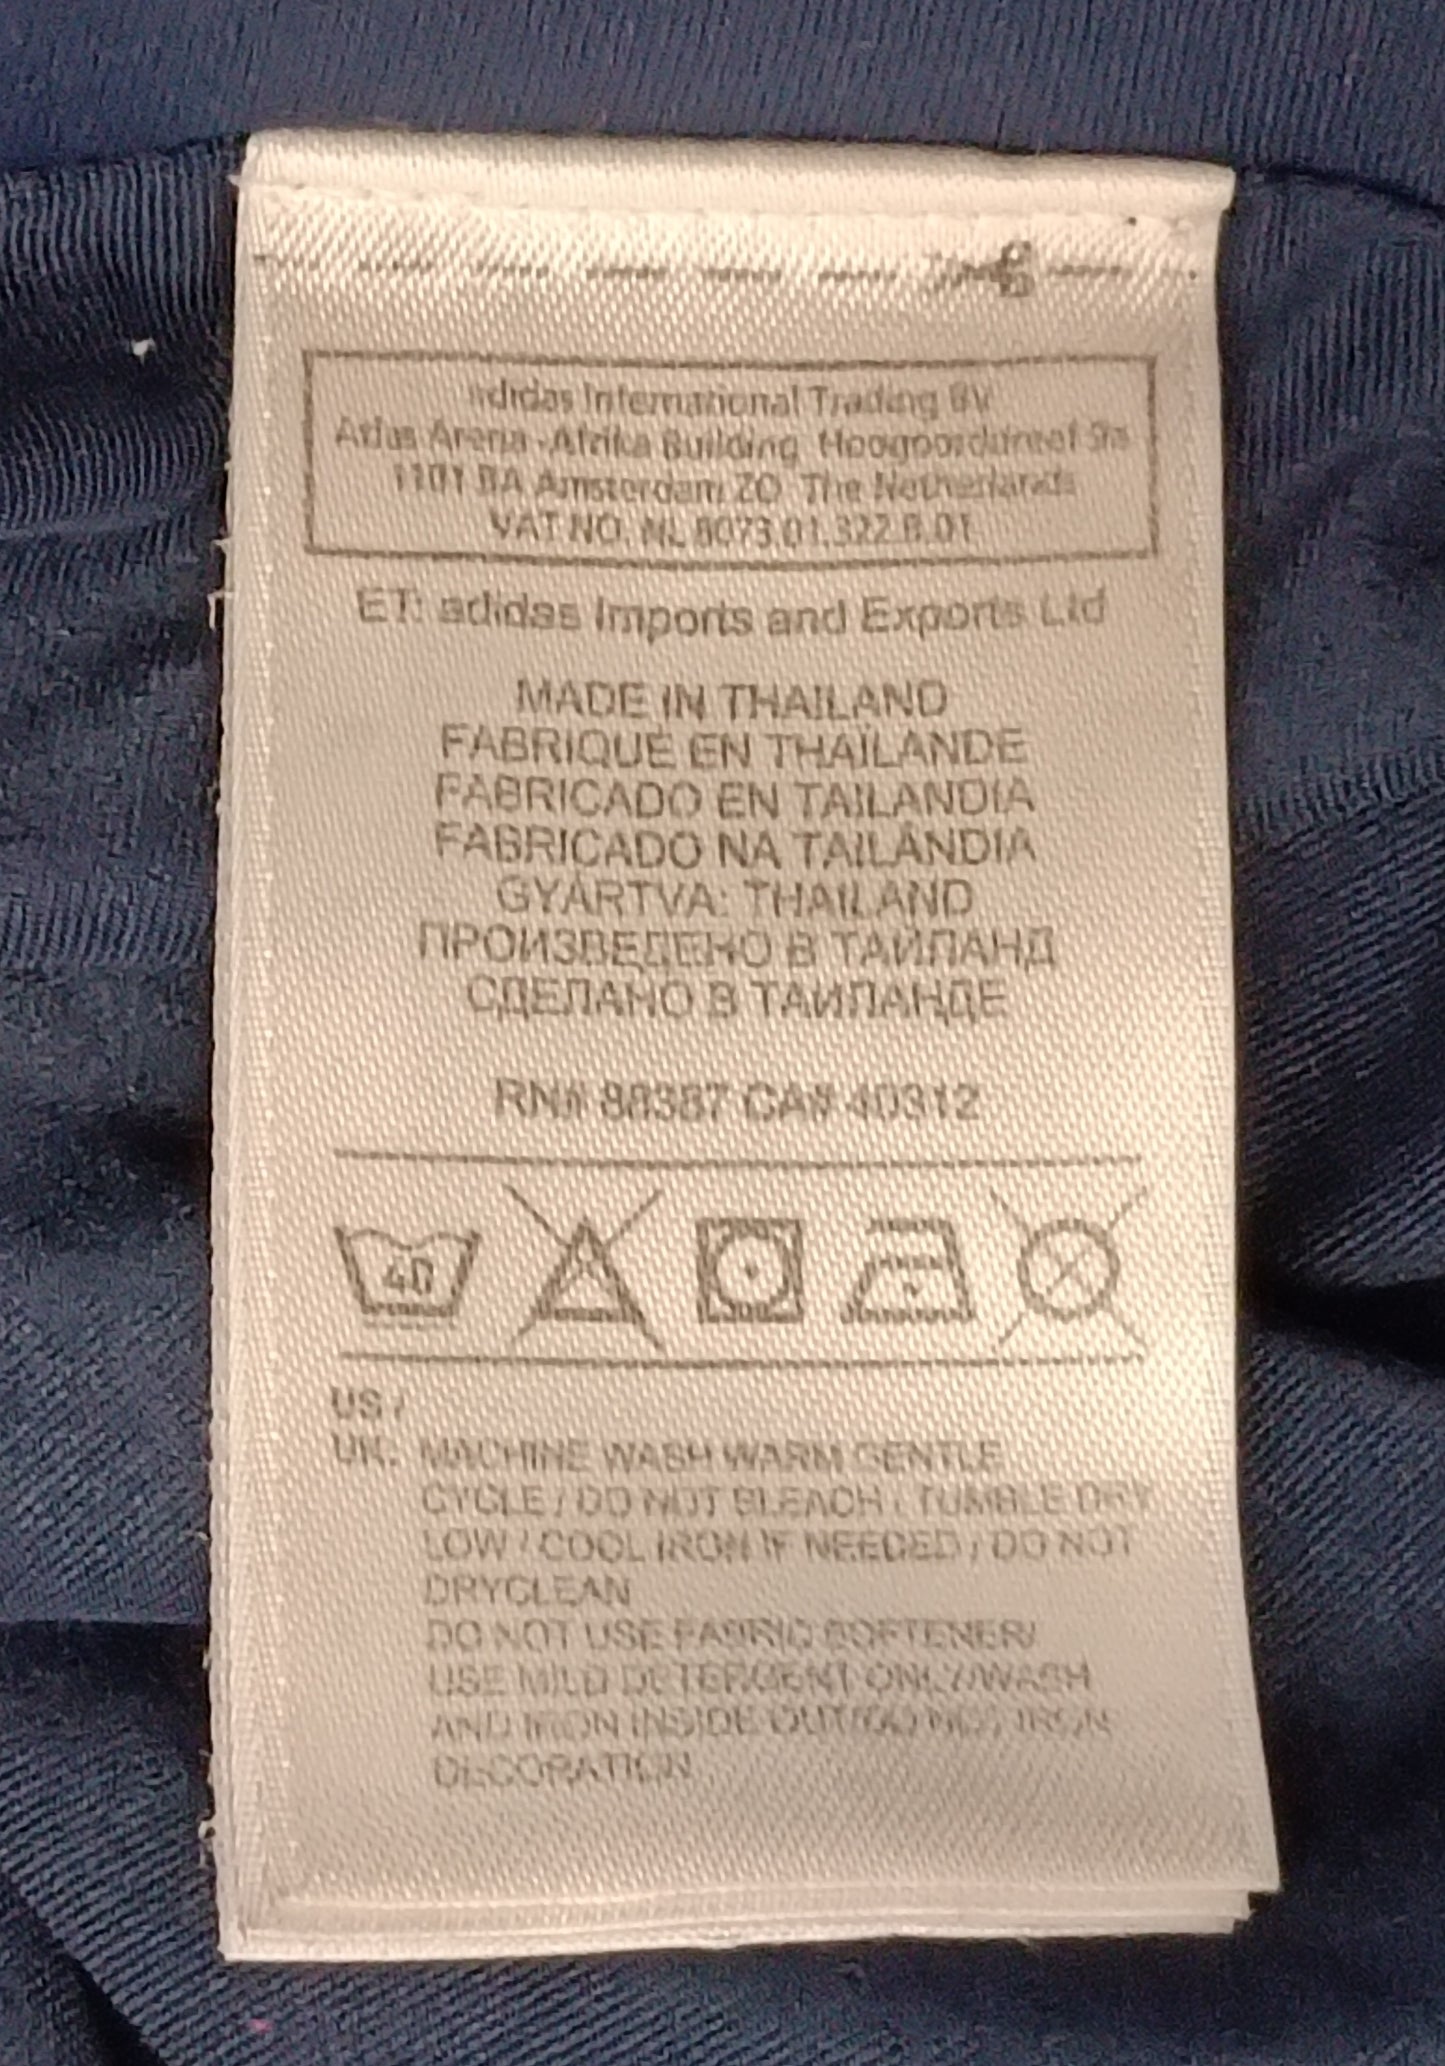 adidas International Trading BV
Atlas Arena -Afrika Building, Hoogoorddreef 9a
1101 BA Amsterdam ZO, The Netherlands
VAT NO. NL 8073.01.322.B.01
ET: adidas Imports and Exports Ltd
MADE IN THAILAND
FABRIQUÉ EN THAÏLANDE
FABRICADO EN TAILANDIA
FABRICADO NA TAILÂNDIA
GYÁRTVA: THAILAND
ПРОИЗВЕДЕНО В ТАЙЛАНД
СДЕЛАНО В ТАИЛАНДЕ
RN# 88387 CA# 40312
40
US /
UK: MACHINE WASH WARM GENTLE
CYCLE / DO NOT BLEACH / TUMBLE DRY
LOW / COOL IRON IF NEEDED / DO NOT
DRYCLEAN
DO NOT USE FABRIC SOFTENER/
USE MILD DETERGENT ONLY/WASH
AND IRON INSIDE OUT/DO NOT IRON
DECORATION